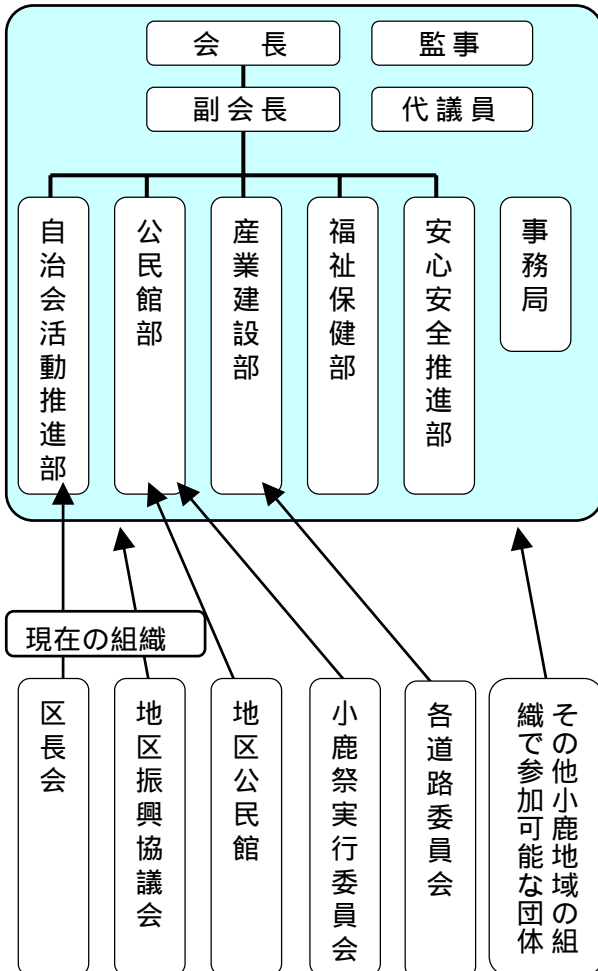 会　長
監事
副会長
代議員
自治会活動推進部
公民館部
産業建設部
福祉保健部
安心安全推進部
事務局
現在の組織
区長会
地区振興協議会
地区公民館
小鹿祭実行委員会
各道路委員会
その他小鹿地域の組
織で参加可能な団体